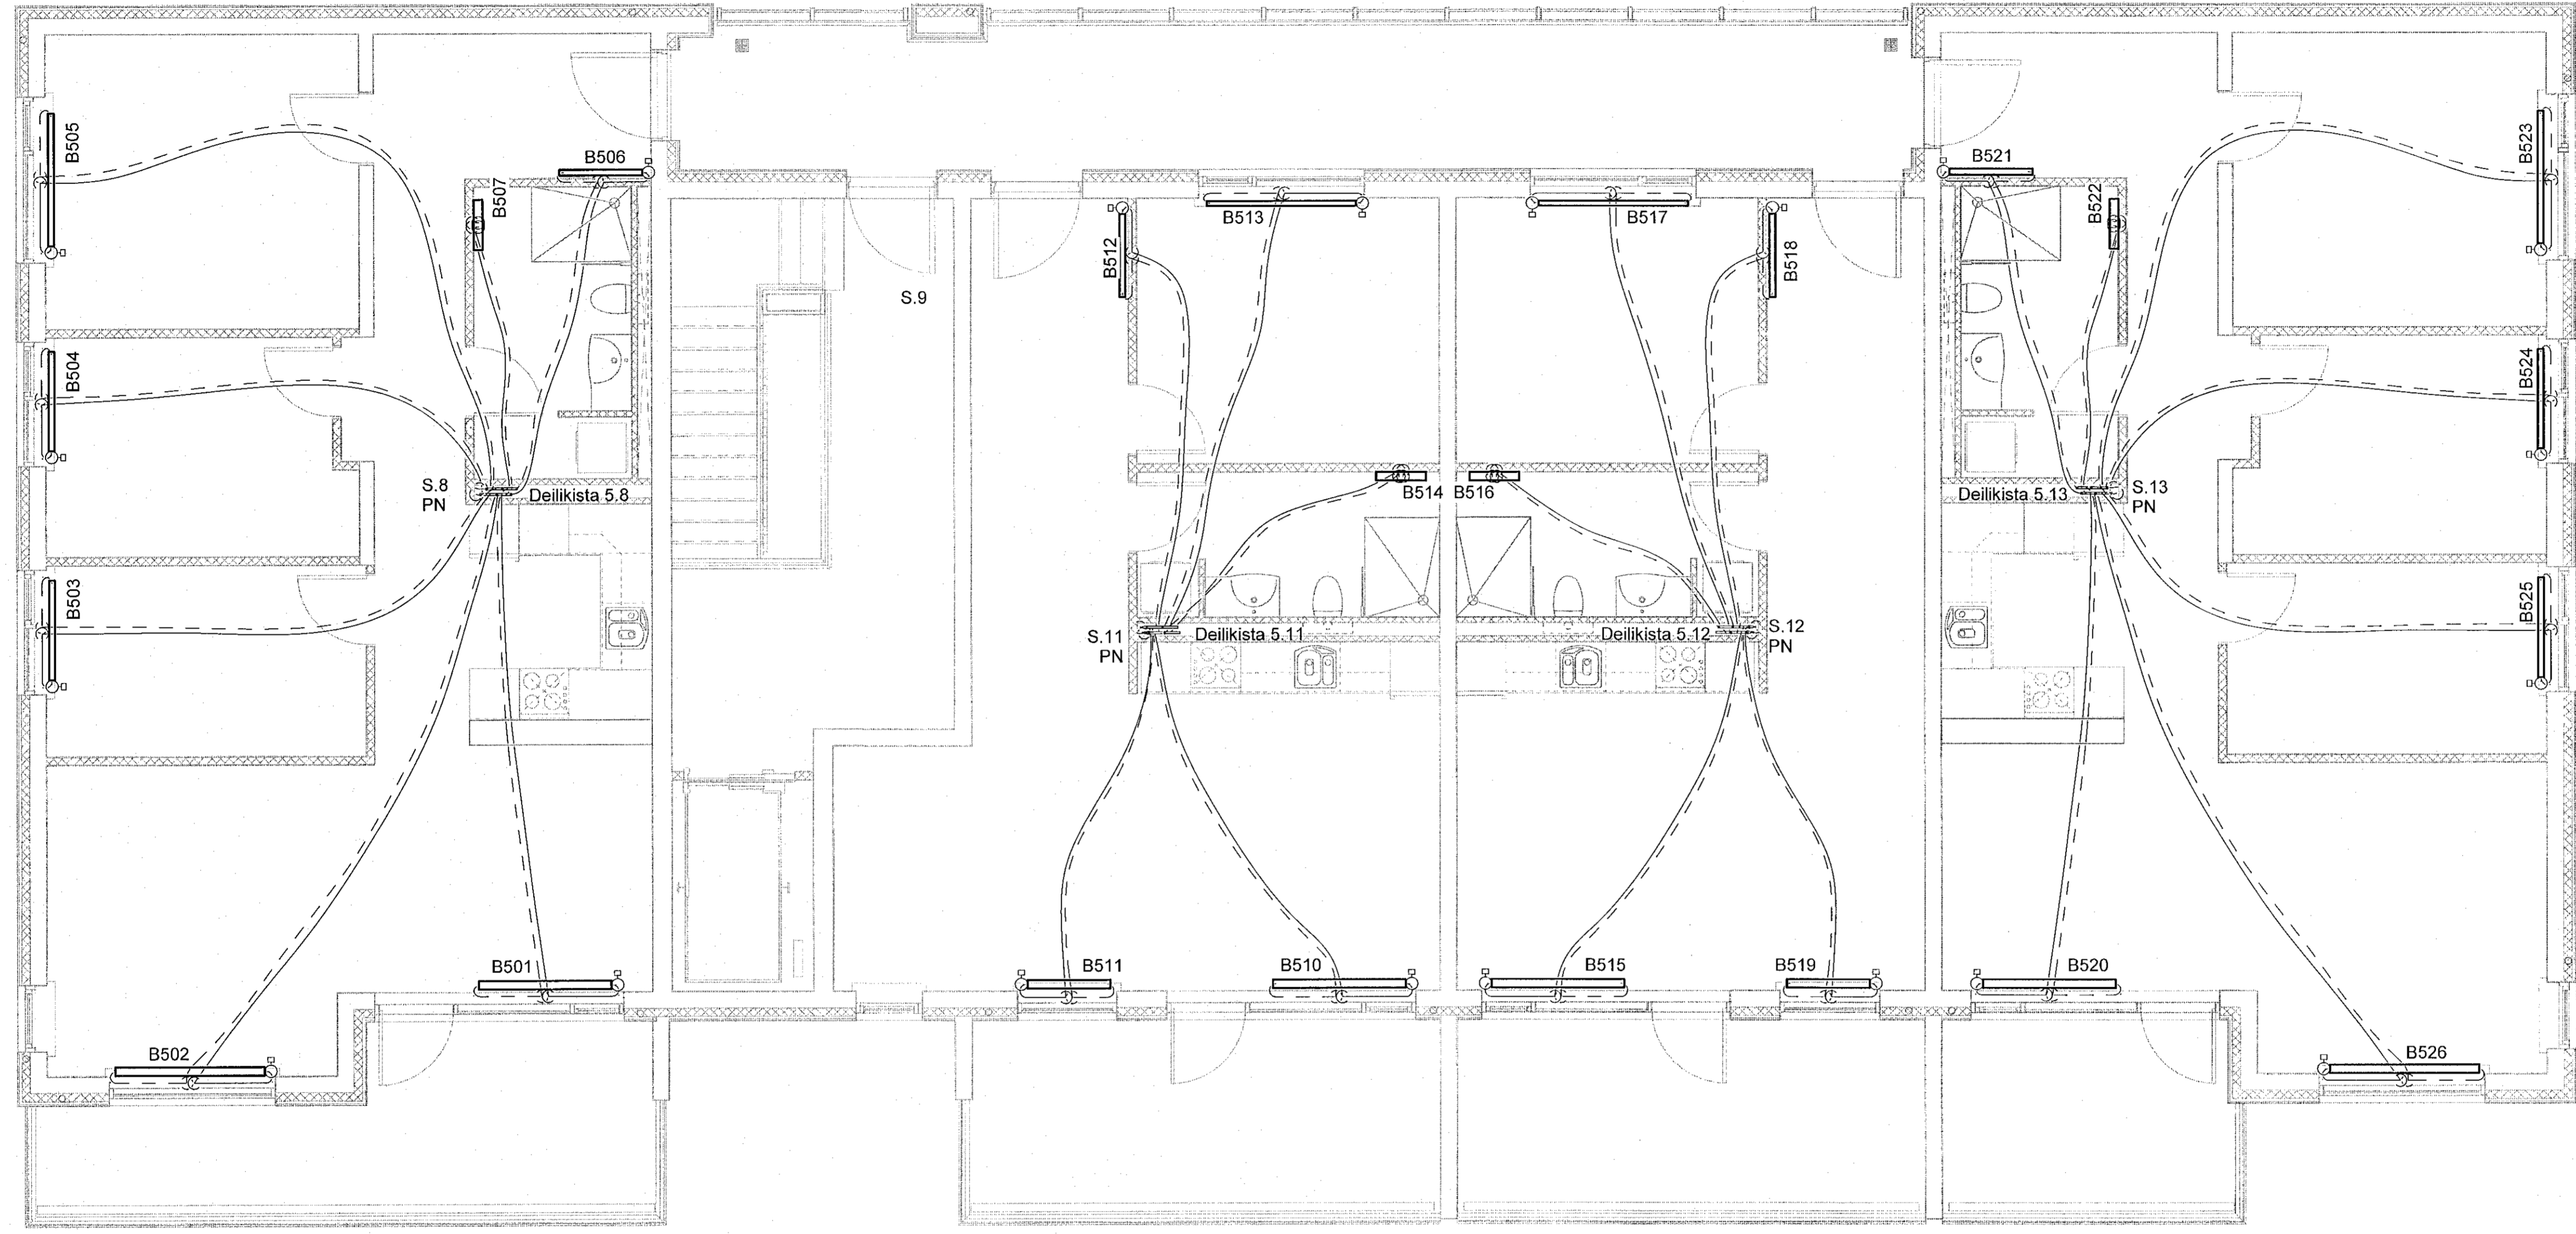 B505
B506
B507
B504
S.8
PN
Deilikista 5.8
B503
B501
B502
S.9
B512
B513
B517
B518
B514
B516
S.11
PN
Deilikista 5.11
Deilikista 5.12
S.12
PN
B511
B510
B515
B519
B521
B522
B523
B524
Deilikista 5.13
S.13
PN
B525
B520
B526